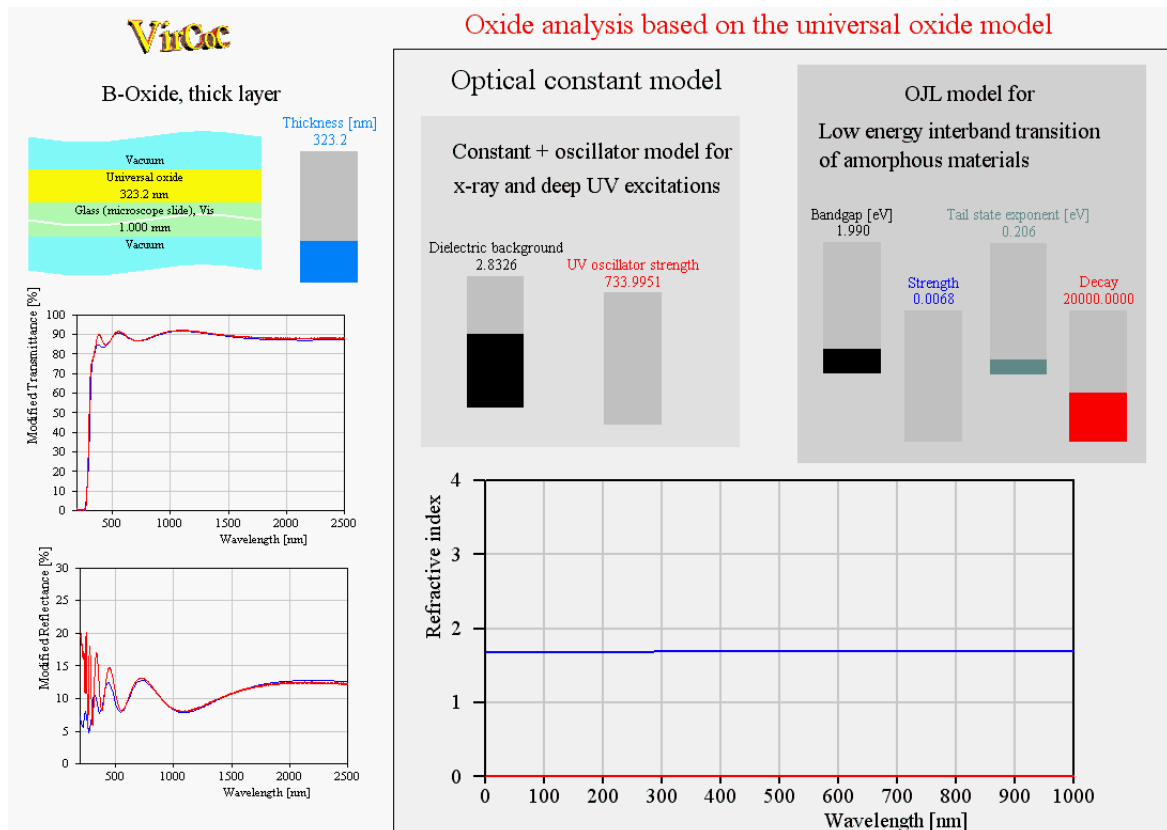 VirCoc
Oxide analysis based on the universal oxide model
B-Oxide, thick layer
Thickness [nm]
323.2
Vacuum
Universal oxide
323.2 nm
Glass (microscope slide), Vis
1.000 mm
Vacuum
Modified Transmittance [%]
100
90
80
70
60
50
40
30
20
10
0
500 1000 1500 2000 2500
Wavelength [nm]
Modified Reflectance [%]
30
25
20
15
10
5
0
500 1000 1500 2000 2500
Wavelength [nm]
Optical constant model
Constant + oscillator model for
x-ray and deep UV excitations
Dielectric background
2.8326
UV oscillator strength
733.9951
OJL model for
Low energy interband transition
of amorphous materials
Bandgap [eV]
1.990
Strength
0.0068
Tail state exponent [eV]
0.206
Decay
20000.0000
Refractive index
4
3
2
1
0
0 100 200 300 400 500 600 700 800 900 1000
Wavelength [nm]